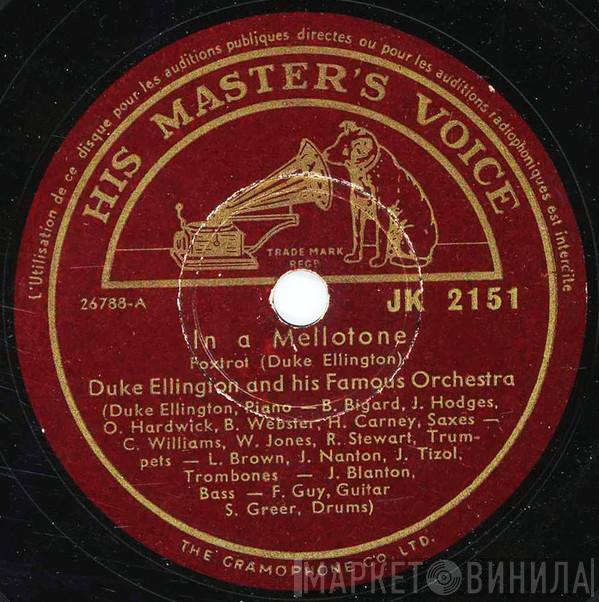 L'Utilisation de ce disque pour les auditions publiques directes ou pour les auditions radiophoniques est interdite
HIS MASTER'S VOICE
TRADE MARK
REGD
26788-A
JK 2151
In a Mellotone
Foxtrot (Duke Ellington)
Duke Ellington and his Famous Orchestra
(Duke Ellington, Piano — B. Bigard, J. Hodges,
O. Hardwick, B. Webster, H. Carney, Saxes —
C. Williams, W. Jones, R. Stewart, Trum-
pets — L. Brown, J. Nanton, J. Tizol,
Trombones — J. Blanton,
Bass — F. Guy, Guitar
S. Greer, Drums)
THE GRAMOPHONE CO. LTD.
МАРКЕТ ВИНИЛА